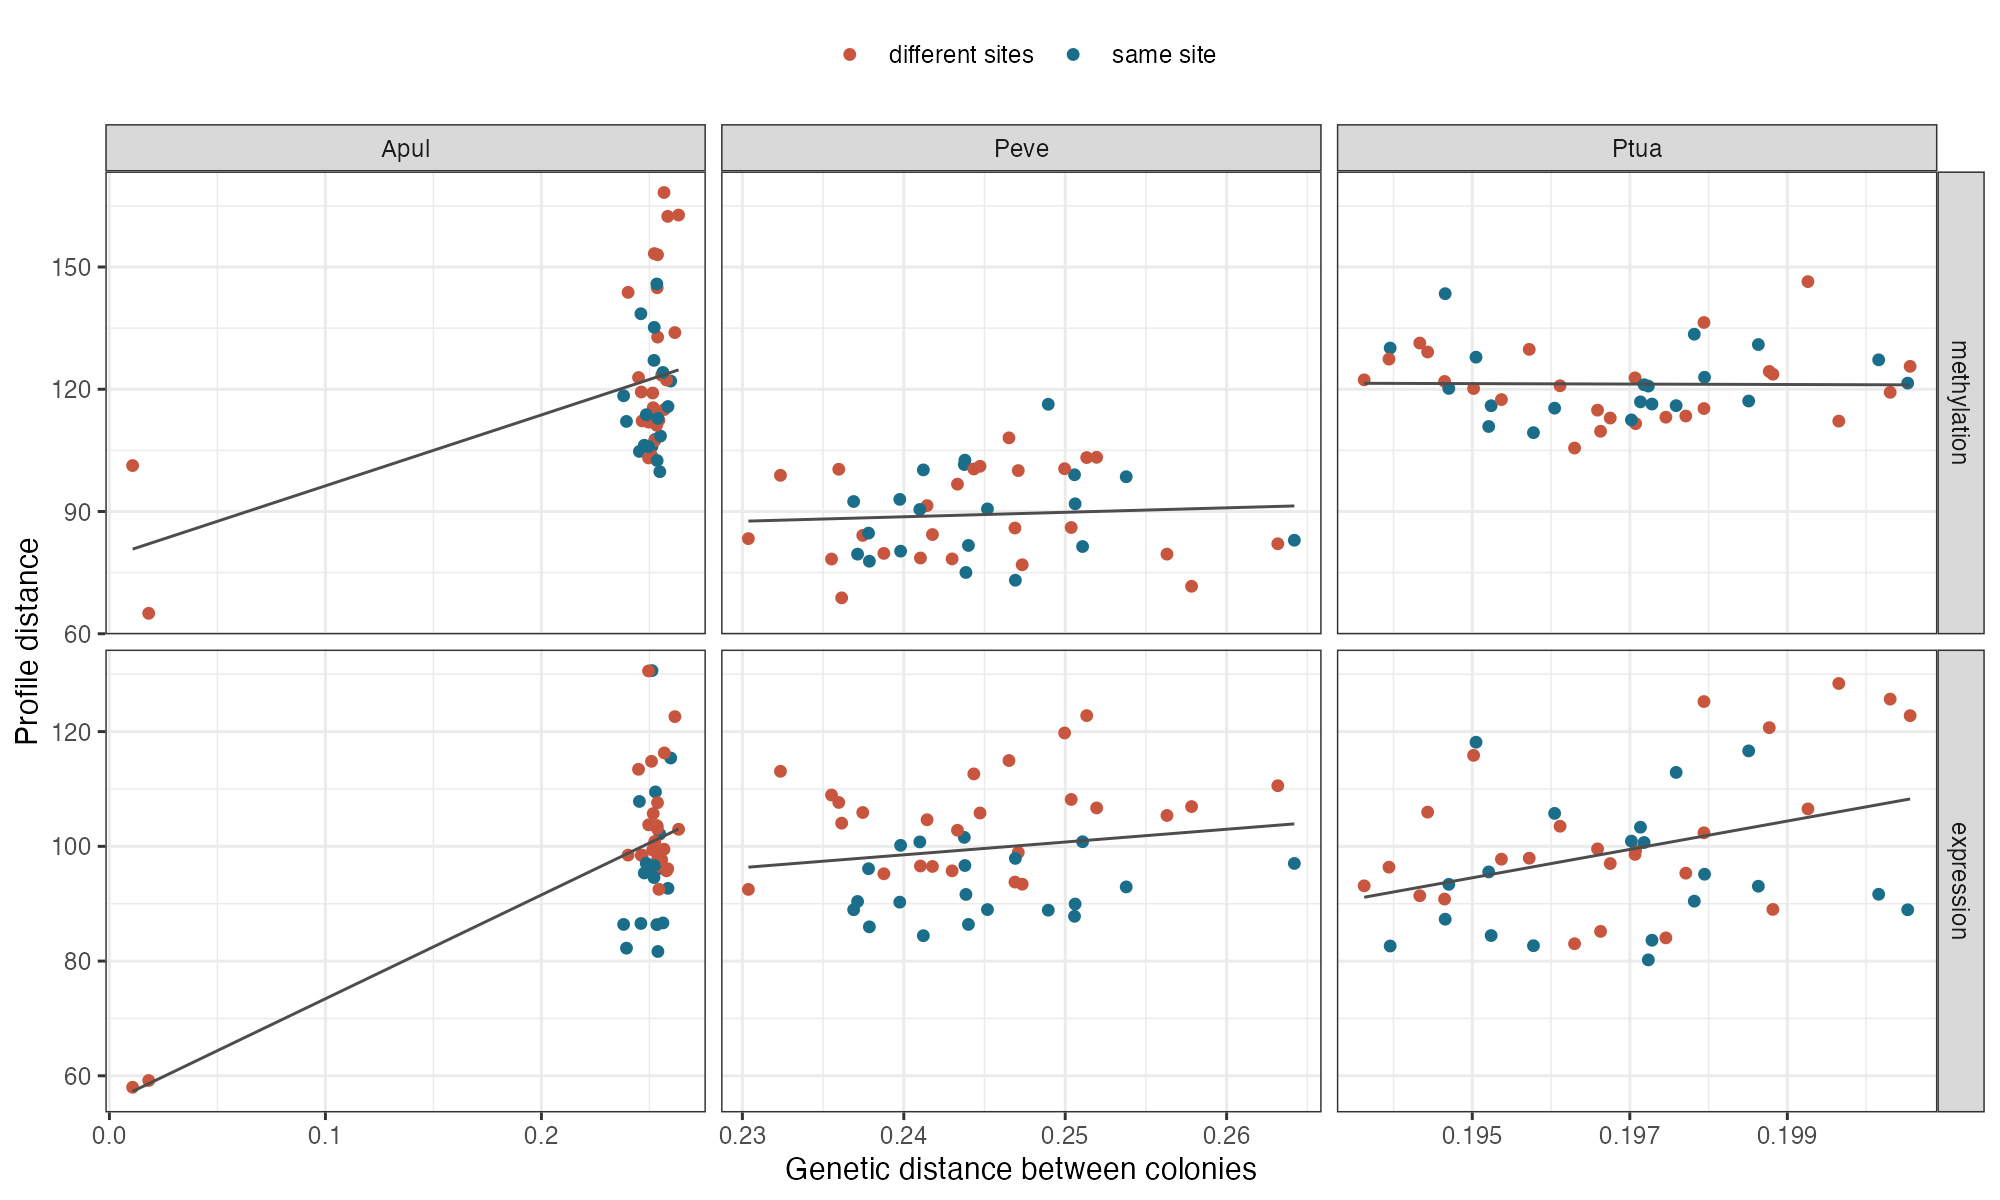 different sites same site
Apul Peve Ptua
150
120
90
60
methylation
Profile distance
120
100
80
60
expression
0.0 0.1 0.2 0.23 0.24 0.25 0.26 0.195 0.197 0.199
Genetic distance between colonies